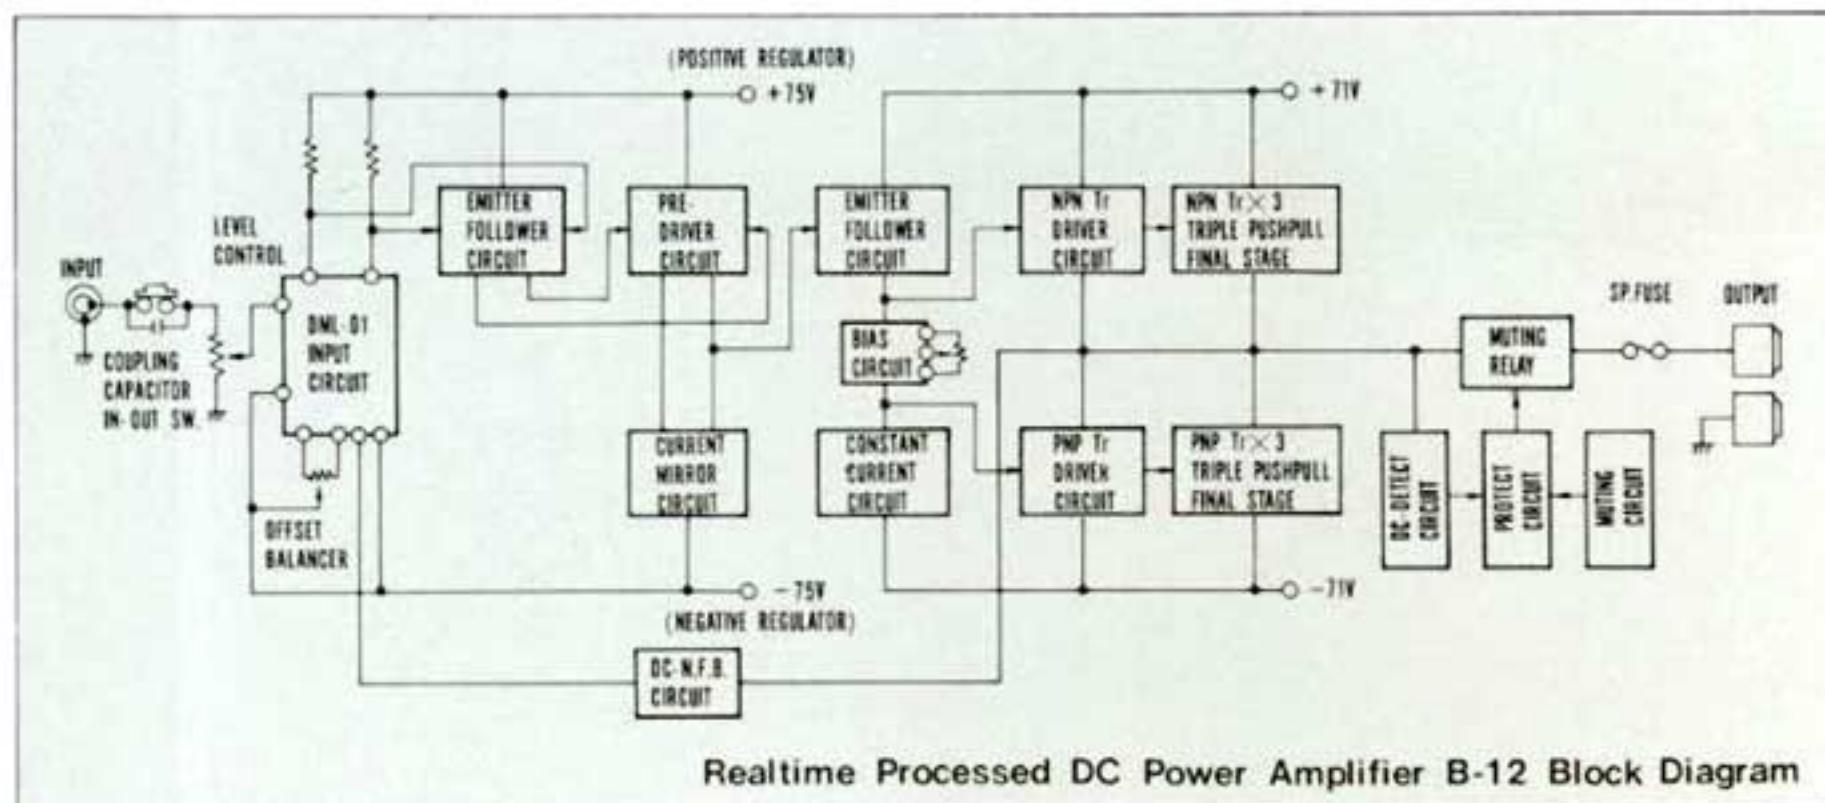 (POSITIVE REGULATOR)
+75V
+71V
LEVEL
CONTROL
INPUT
COUPLING
CAPACITOR
IN-OUT SW.
DML-01
INPUT
CIRCUIT
OFFSET
BALANCER
EMITTER
FOLLOWER
CIRCUIT
PRE-
DRIVER
CIRCUIT
EMITTER
FOLLOWER
CIRCUIT
NPN Tr
DRIVER
CIRCUIT
NPN Tr×3
TRIPLE PUSHPULL
FINAL STAGE
BIAS
CIRCUIT
CURRENT
MIRROR
CIRCUIT
CONSTANT
CURRENT
CIRCUIT
PNP Tr
DRIVER
CIRCUIT
PNP Tr×3
TRIPLE PUSHPULL
FINAL STAGE
MUTING
RELAY
SP.FUSE
OUTPUT
DC-DETECT
CIRCUIT
PROTECT
CIRCUIT
MUTING
CIRCUIT
-75V
(NEGATIVE REGULATOR)
-71V
DC-N.F.B.
CIRCUIT
Realtime Processed DC Power Amplifier B-12 Block Diagram